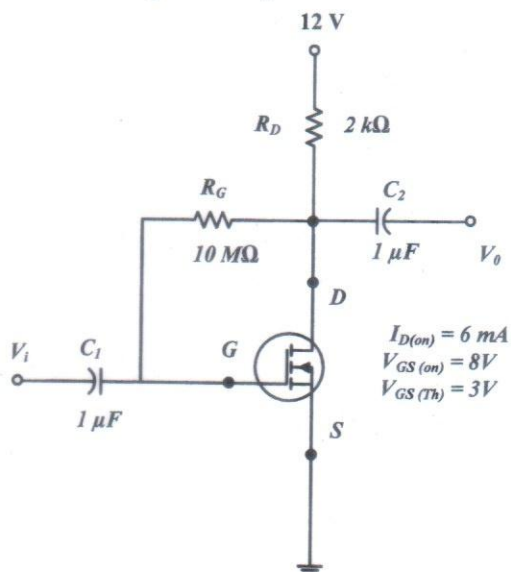 12 V
R_D 2 kΩ
R_G
10 MΩ
C_2
1 μF
V_0
D
I_D(on) = 6 mA
V_GS (on) = 8V
V_GS (Th) = 3V
V_i
C_1
G
1 μF
S